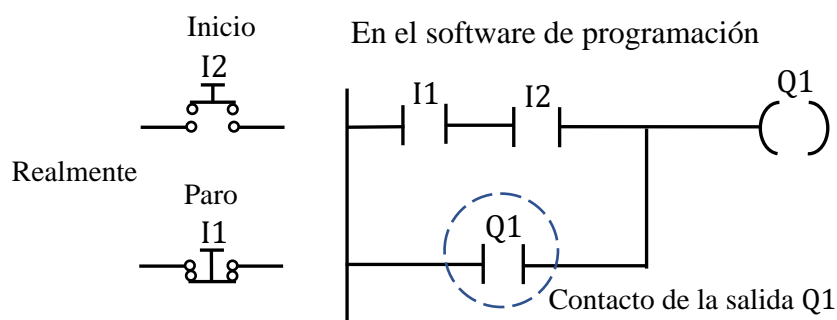 Inicio
En el software de programación
I2
I1
I2
Q1
Realmente
Paro
I1
Q1
Contacto de la salida Q1